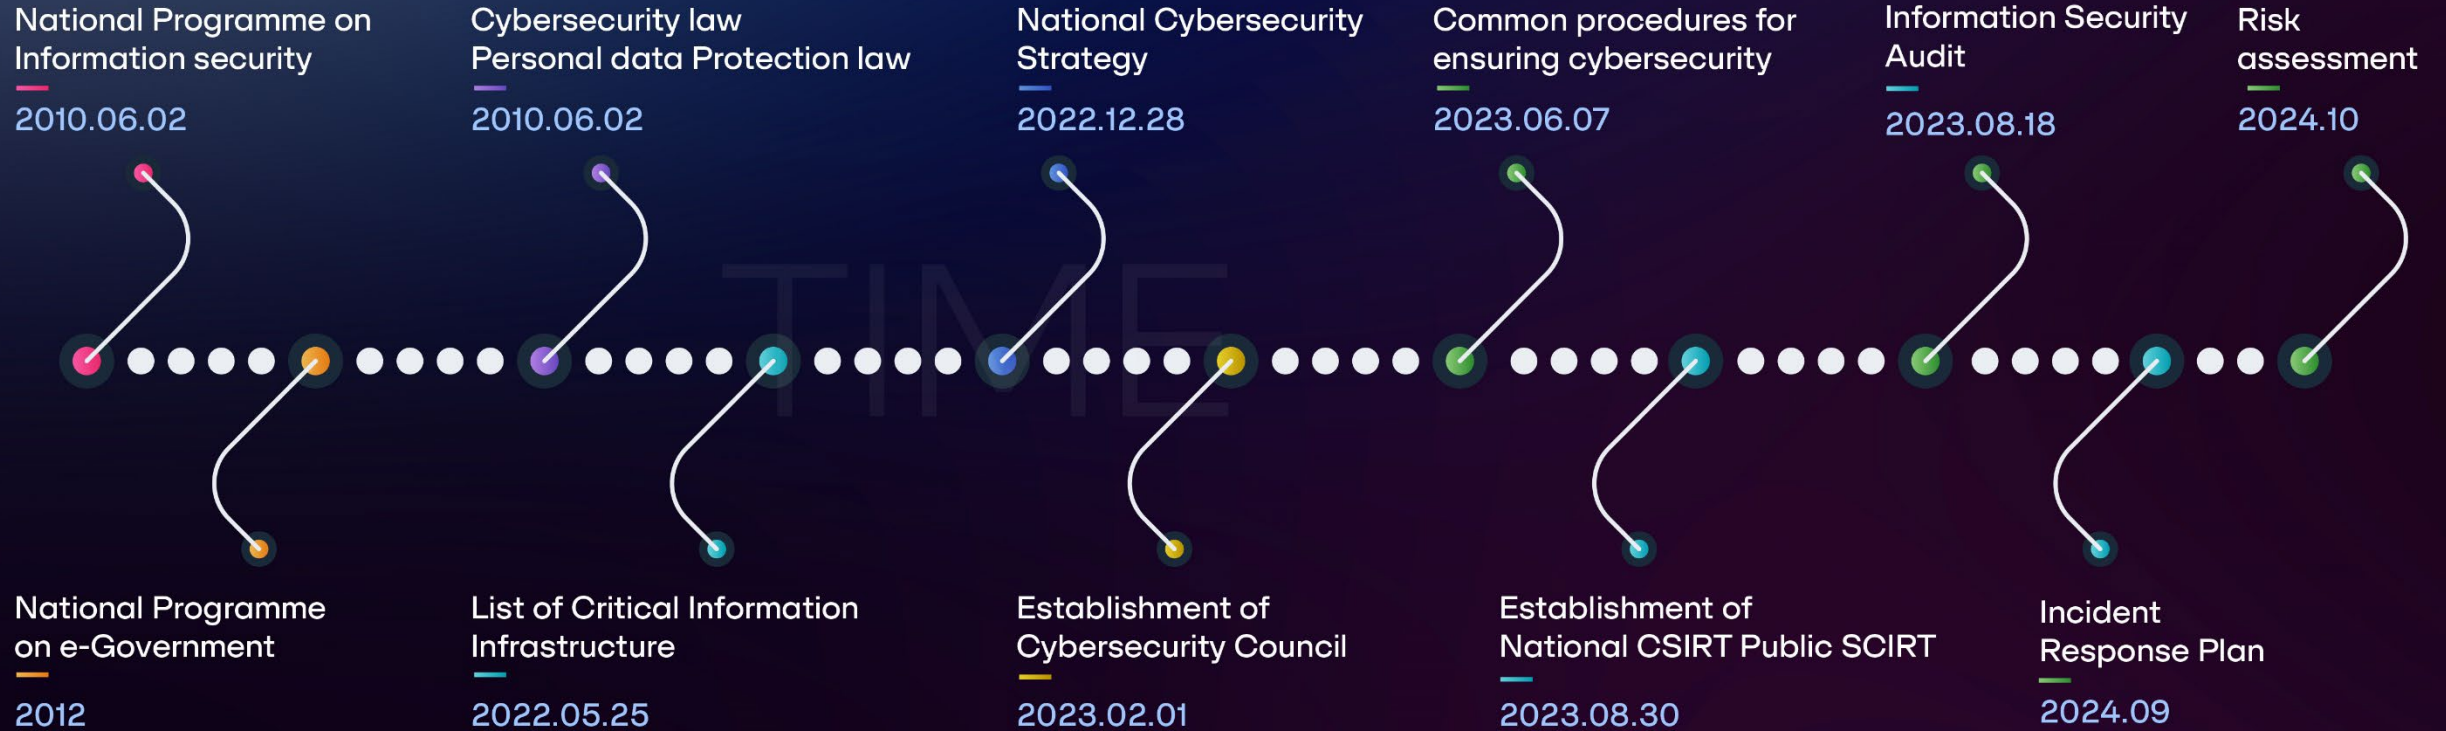 National Programme on
Information security
2010.06.02
Cybersecurity law
Personal data Protection law
2010.06.02
National Cybersecurity
Strategy
2022.12.28
Common procedures for
ensuring cybersecurity
2023.06.07
Information Security
Audit
2023.08.18
Risk
assessment
2024.10
TIME
National Programme
on e-Government
2012
List of Critical Information
Infrastructure
2022.05.25
Establishment of
Cybersecurity Council
2023.02.01
Establishment of
National CSIRT Public SCIRT
2023.08.30
Incident
Response Plan
2024.09